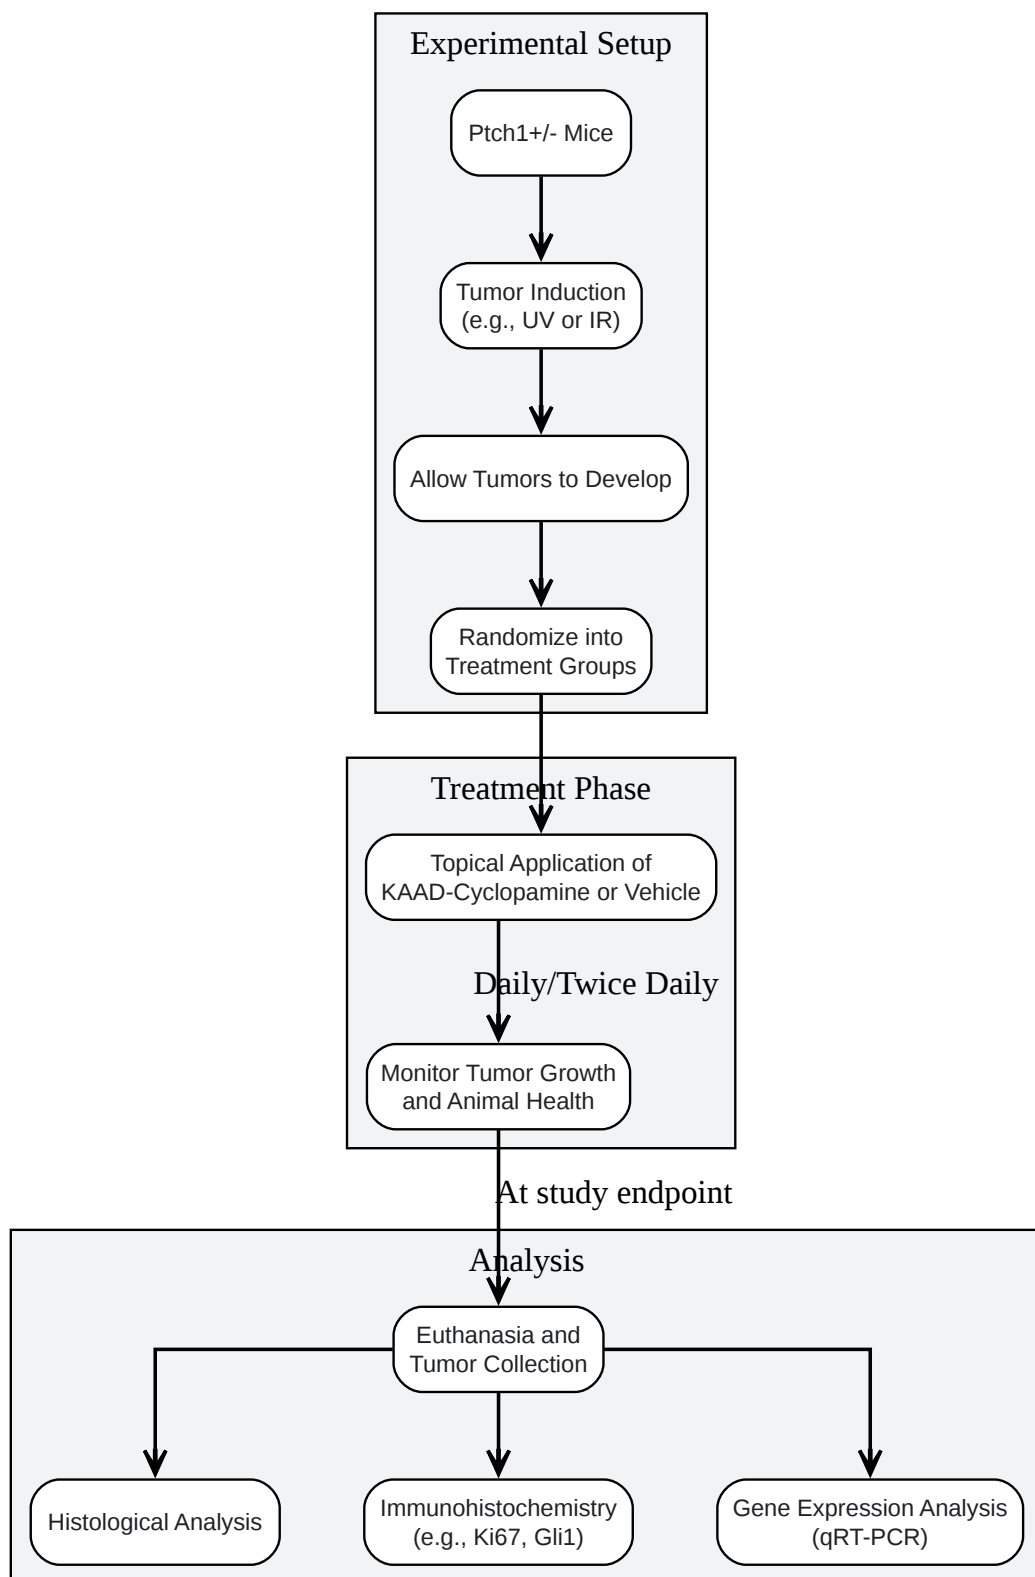 Experimental Setup
Ptch1+/- Mice
Tumor Induction
(e.g., UV or IR)
Allow Tumors to Develop
Randomize into
Treatment Groups
Treatment Phase
Topical Application of
KAAD-Cyclopamine or Vehicle
Daily/Twice Daily
Monitor Tumor Growth
and Animal Health
At study endpoint
Analysis
Euthanasia and
Tumor Collection
Histological Analysis
Immunohistochemistry
(e.g., Ki67, Gli1)
Gene Expression Analysis
(qRT-PCR)